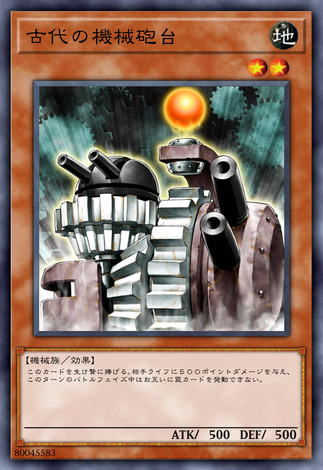 古代の機械砲台
地
【機械族／効果】
このカードを生け贄に捧げる。相手ライフに５００ポイントダメージを与え、
このターンのバトルフェイズ中はお互いに罠カードを発動できない。
ATK/ 500 DEF/ 500
80045583